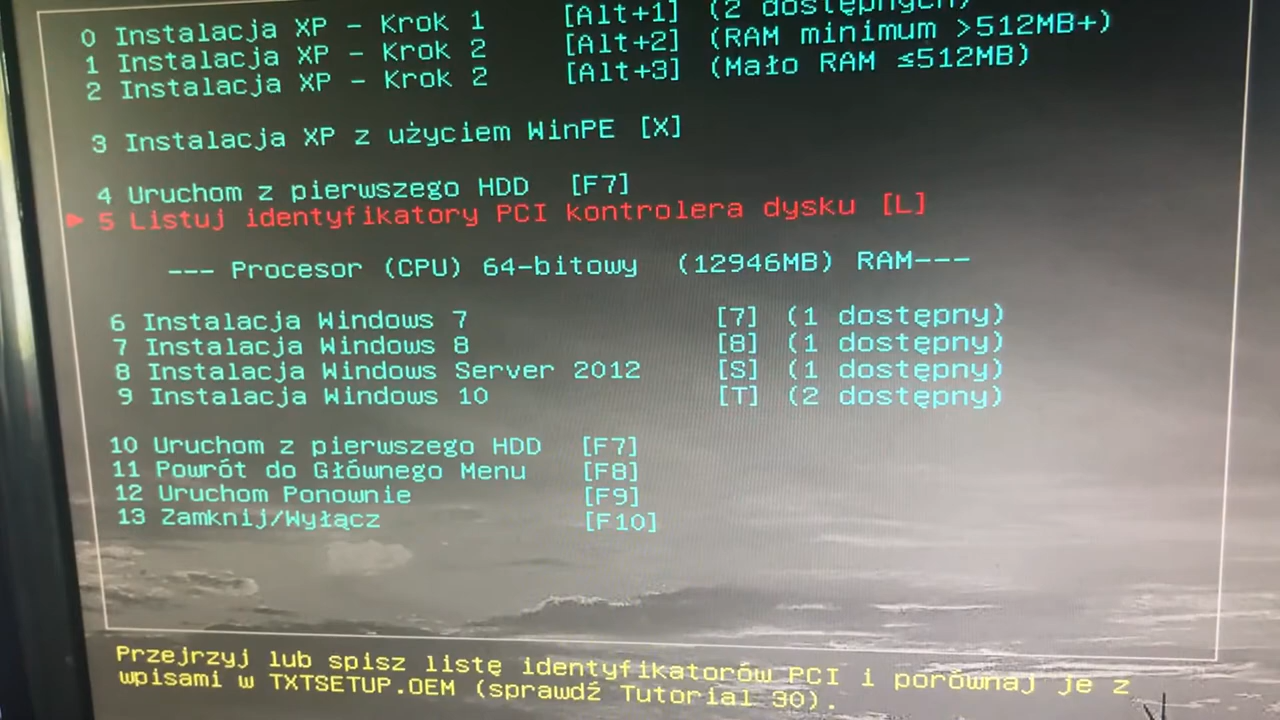 0 Instalacja XP - Krok 1 [Alt+1] (2 dostępnych)
1 Instalacja XP - Krok 2 [Alt+2] (RAM minimum >512MB+)
2 Instalacja XP - Krok 2 [Alt+3] (Mało RAM ≤512MB)
3 Instalacja XP z użyciem WinPE [X]
4 Uruchom z pierwszego HDD [F7]
5 Listuj identyfikatory PCI kontrolera dysku [L]
--- Procesor (CPU) 64-bitowy (12946MB) RAM---
6 Instalacja Windows 7 [7] (1 dostępny)
7 Instalacja Windows 8 [8] (1 dostępny)
8 Instalacja Windows Server 2012 [S] (1 dostępny)
9 Instalacja Windows 10 [T] (2 dostępny)
10 Uruchom z pierwszego HDD [F7]
11 Powrót do Głównego Menu [F8]
12 Uruchom Ponownie [F9]
13 Zamknij/Wyłącz [F10]
Przejrzyj lub spisz listę identyfikatorów PCI i porównaj je z
wpisami w TXTSETUP.OEM (sprawdź Tutorial 30).